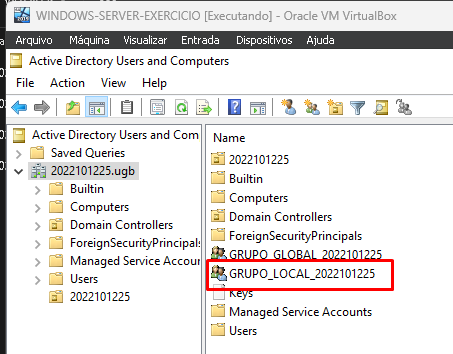 WINDOWS-SERVER-EXERCICIO [Executando] - Oracle VM VirtualBox
Arquivo Máquina Visualizar Entrada Dispositivos Ajuda
Active Directory Users and Computers
File Action View Help
Active Directory Users and Com
Saved Queries
2022101225.ugb
Builtin
Computers
Domain Controllers
ForeignSecurityPrincipals
Managed Service Accoun
Users
2022101225
Name
2022101225
Builtin
Computers
Domain Controllers
ForeignSecurityPrincipals
GRUPO_GLOBAL_2022101225
GRUPO_LOCAL_2022101225
Keys
Managed Service Accounts
Users